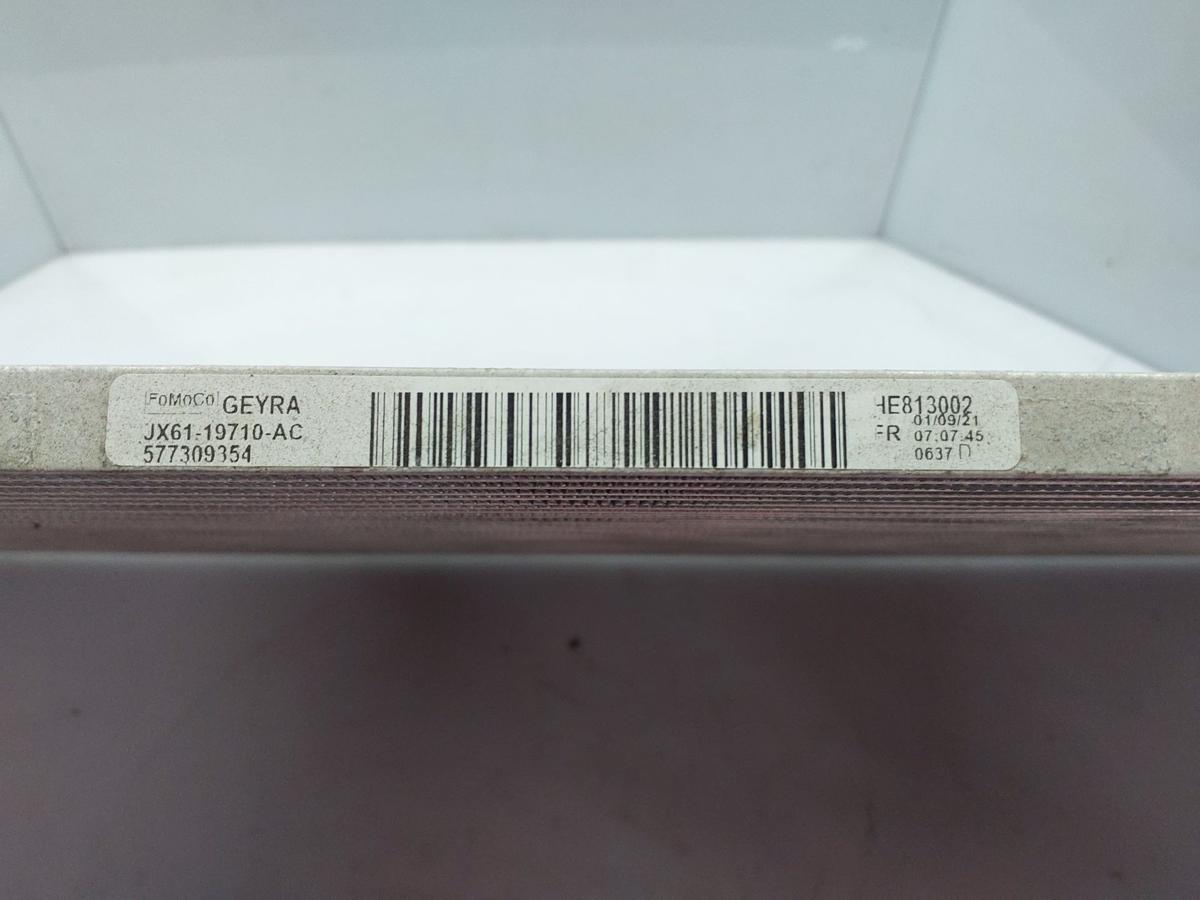 FoMoCo GEYRA
JX61-19710-AC
577309354
HE813002
FR 01/09/21
07:07:45
0637 D